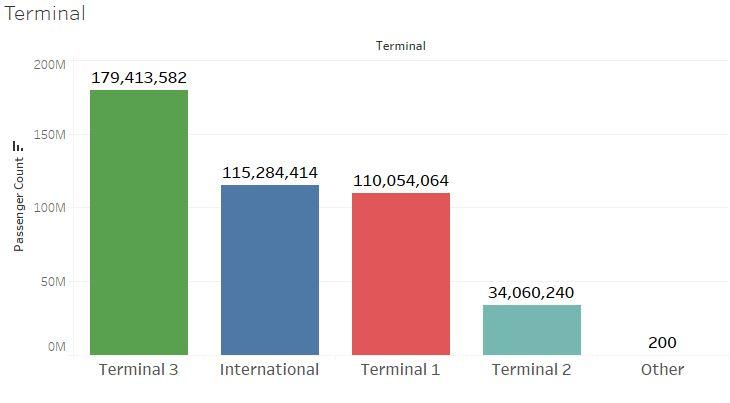 Terminal
Terminal
200M
150M
100M
50M
0M
Passenger Count
179,413,582
115,284,414
110,054,064
34,060,240
200
Terminal 3
International
Terminal 1
Terminal 2
Other